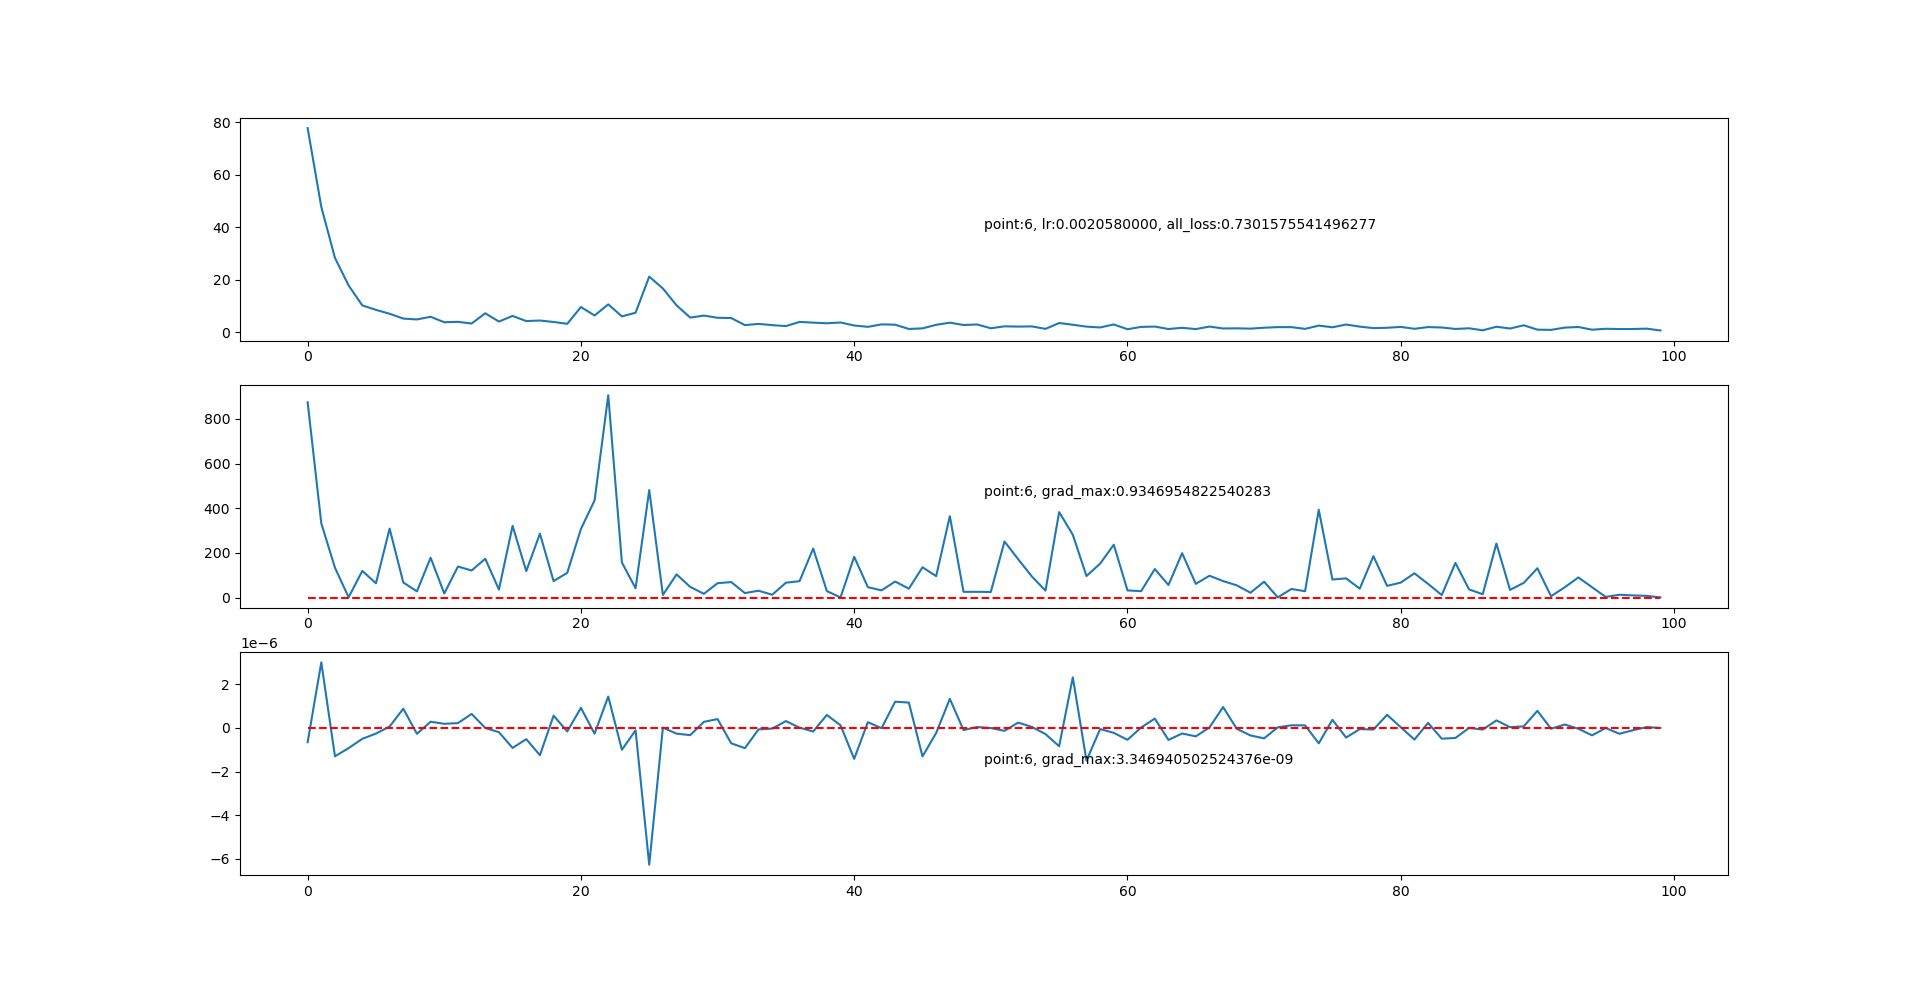 80
60
40
20
0
point:6, lr:0.0020580000, all_loss:0.7301575541496277
0 20 40 60 80 100
800
600
400
200
0
point:6, grad_max:0.9346954822540283
0 20 40 60 80 100
1e−6
2
0
−2
−4
−6
point:6, grad_max:3.346940502524376e-09
0 20 40 60 80 100